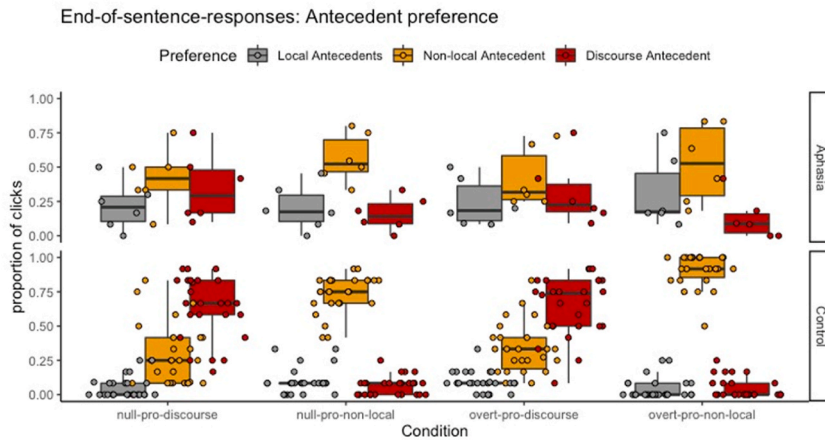 End-of-sentence-responses: Antecedent preference
Preference Local Antecedents Non-local Antecedent Discourse Antecedent
1.00
0.75
0.50
0.25
0.00
Aphasia
1.00
0.75
0.50
0.25
0.00
Control
proportion of clicks
null-pro-discourse null-pro-non-local overt-pro-discourse overt-pro-non-local
Condition